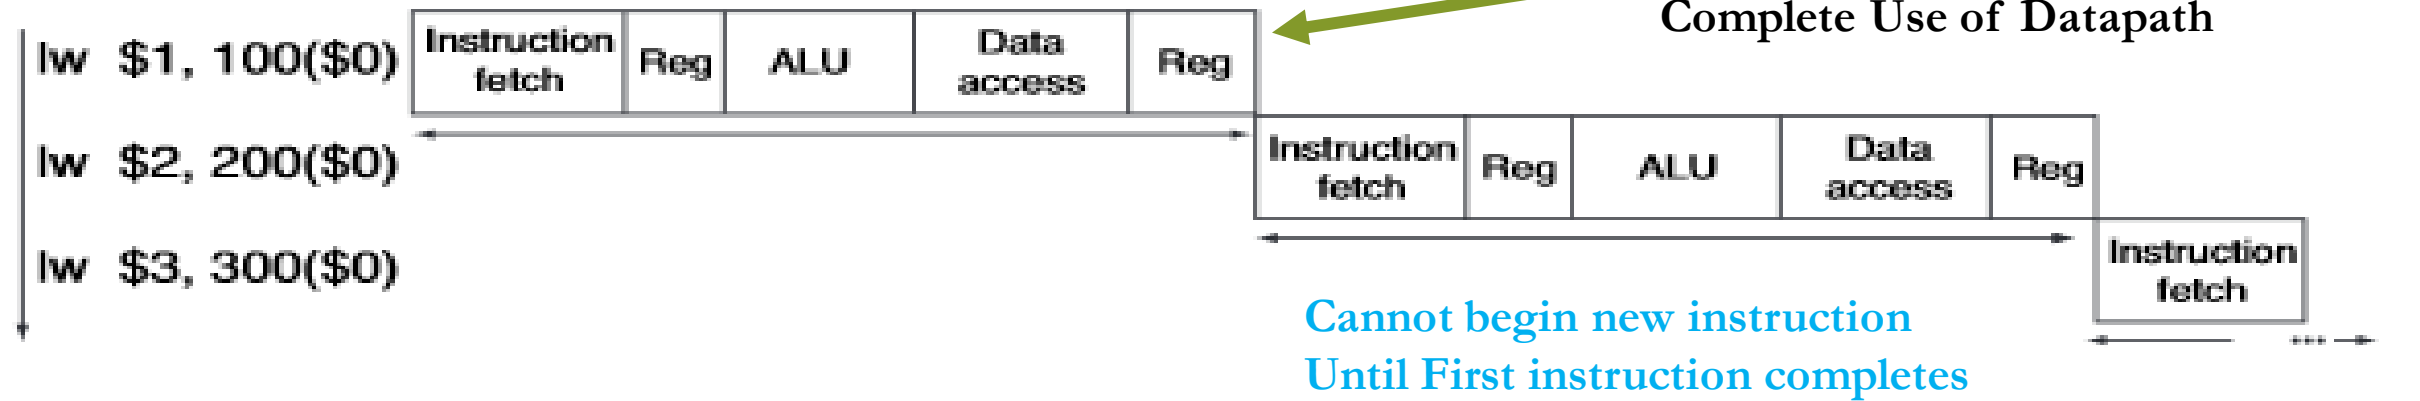 Complete Use of Datapath
lw $1, 100($0)
Instruction
fetch
Reg
ALU
Data
access
Reg
lw $2, 200($0)
Instruction
fetch
Reg
ALU
Data
access
Reg
lw $3, 300($0)
Instruction
fetch
...
Cannot begin new instruction
Until First instruction completes